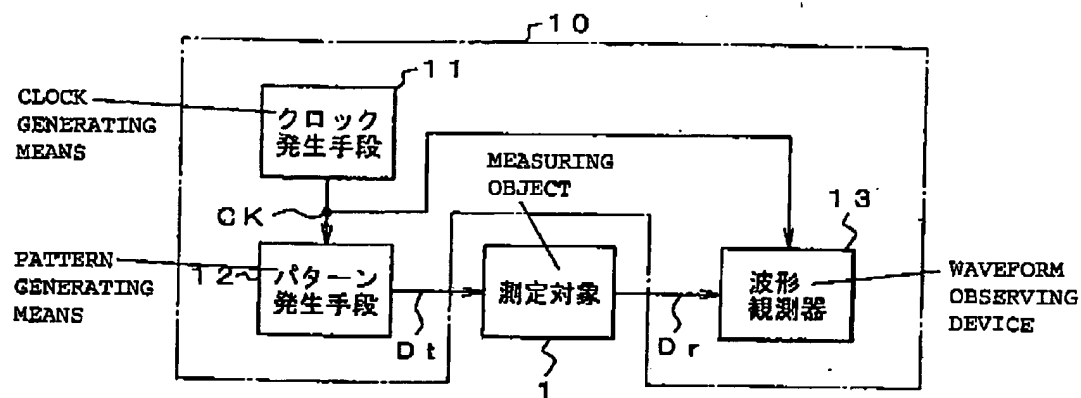 10
11
CLOCK
GENERATING
MEANS
クロック
発生手段
MEASURING
OBJECT
CK
13
PATTERN
GENERATING
MEANS
12
パターン
発生手段
測定対象
波形
観測器
WAVEFORM
OBSERVING
DEVICE
Dt
Dr
1